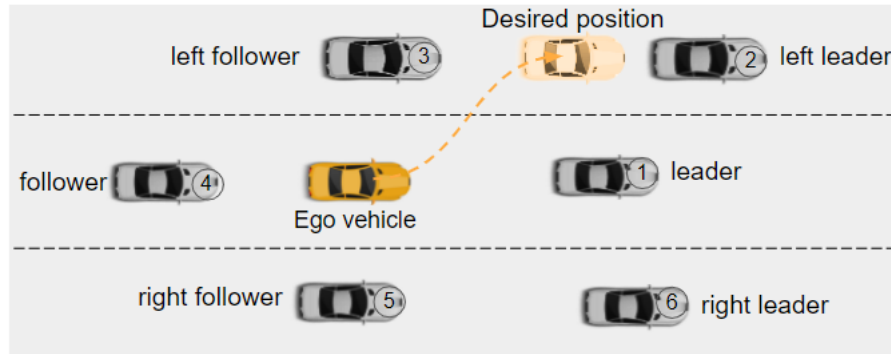 Desired position
left follower 3 2 left leader
follower 4 1 leader
Ego vehicle
right follower 5 6 right leader